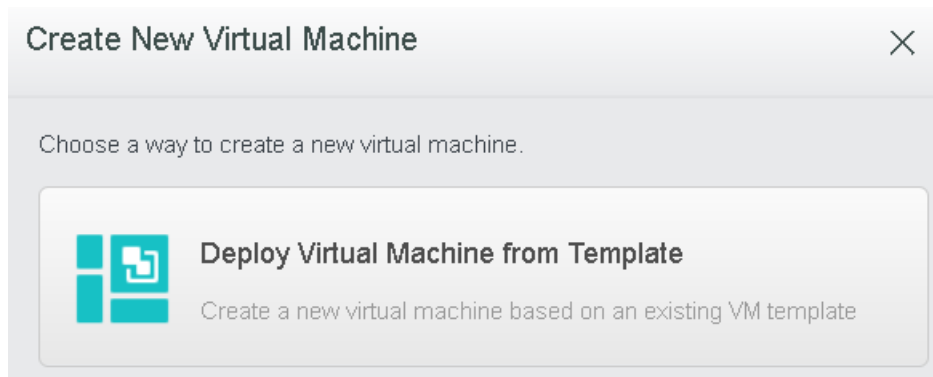 Create New Virtual Machine
Choose a way to create a new virtual machine.
Deploy Virtual Machine from Template
Create a new virtual machine based on an existing VM template